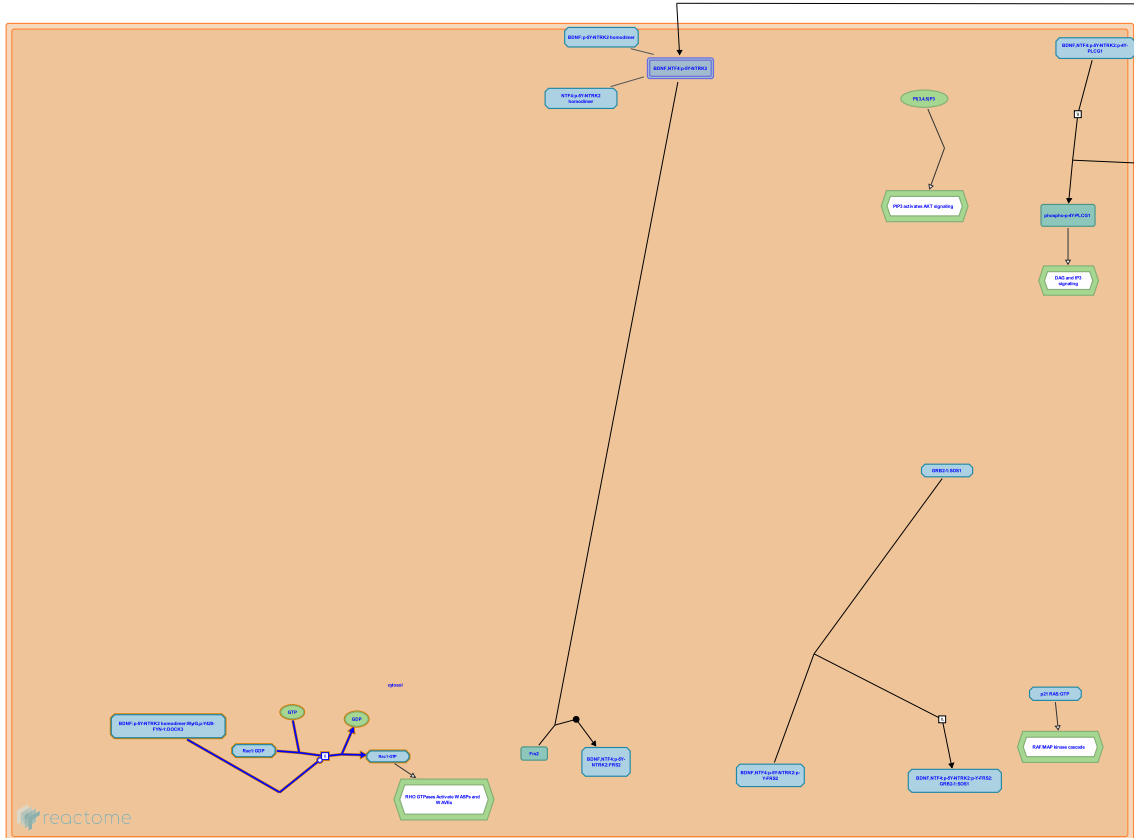 BDNF: p-5Y-NTRK2 homodimer
BDNF,NTF4:p-5Y-NTRK2
NTF4:p-5Y-NTRK2
homodimer
BDNF,NTF4:p-5Y-NTRK2:p-4Y-
PLCG1
PI(3,4,5)P3
PIP3 activates AKT signaling
phospho-p-4Y-PLCG1
DAG and IP3
signaling
GRB2-1:SOS1
cytosol
p21 RAS:GTP
RAF/MAP kinase cascade
BDNF: p-5Y-NTRK2 homodimer:Mg/G,p-Y420-
FYN-1:DOCK3
GTP
GDP
Rac1:GDP
Rac1-GTP
RHO GTPases Activate WASPs and
WAVEs
Frs2
BDNF,NTF4:p-5Y-
NTRK2:FRS2
BDNF,NTF4:p-5Y-NTRK2:p-
Y-FRS2
BDNF,NTF4:p-5Y-NTRK2:p-Y-FRS2:
GRB2-1:SOS1
reactome